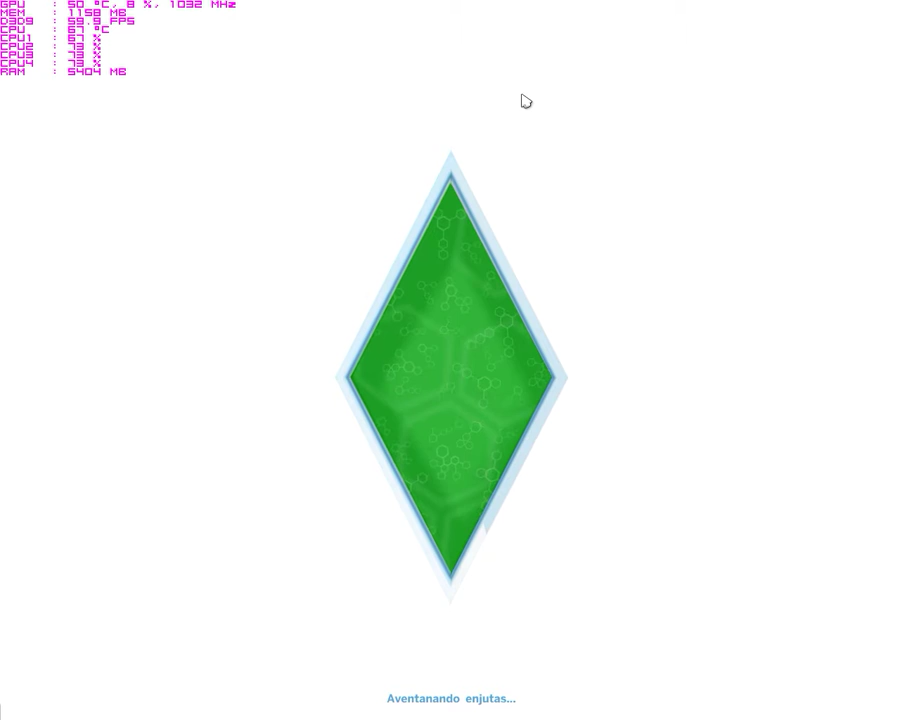 GPU : 50 °C, 8 %, 1032 MHz
MEM : 1158 MB
D3D9 : 59.9 FPS
CPU : 67 °C
CPU1 : 67 %
CPU2 : 73 %
CPU3 : 73 %
CPU4 : 73 %
RAM : 5404 MB
Aventanando enjutas...